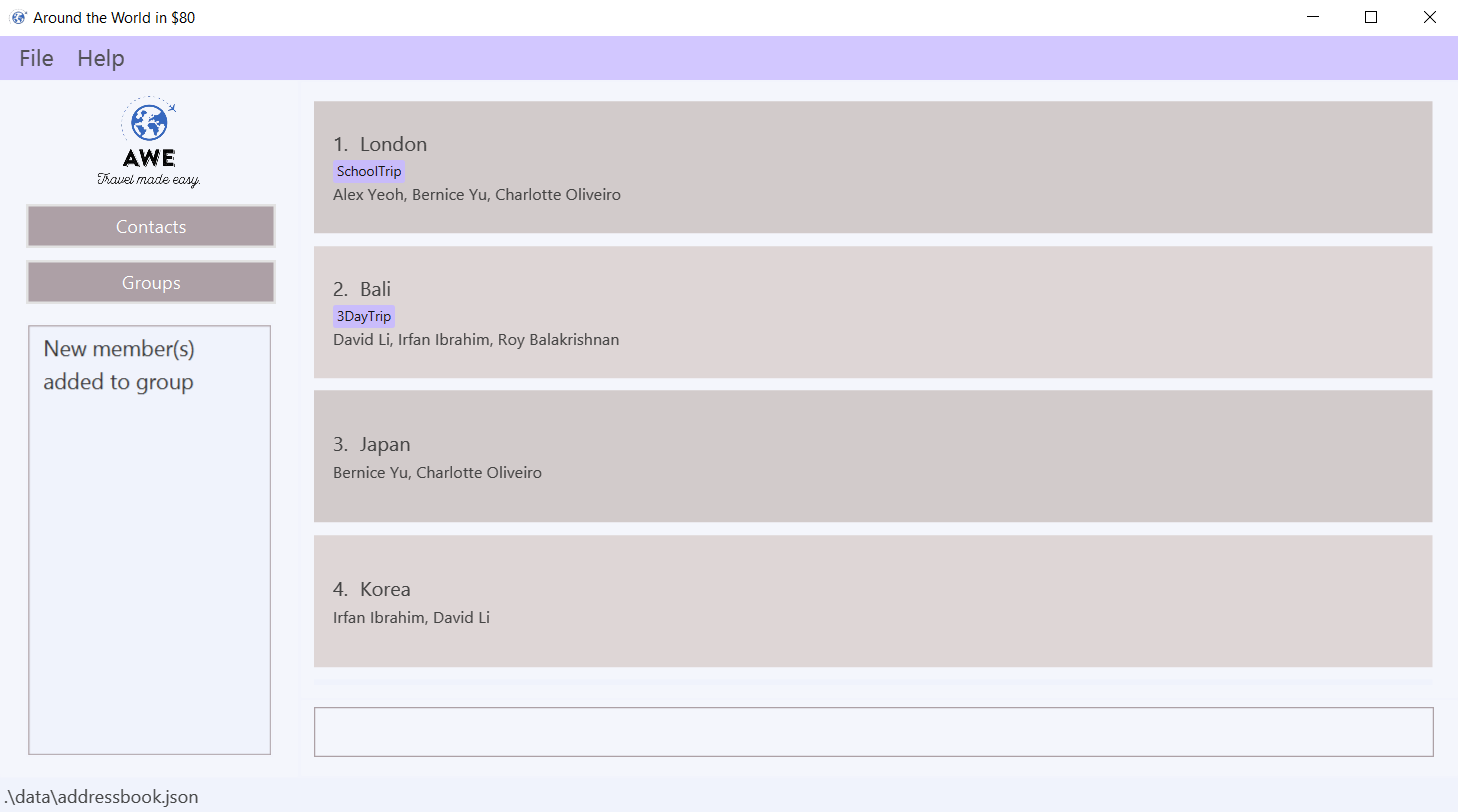 Around the World in $80
File Help
AWE
Travel made easy.
Contacts
Groups
New member(s)
added to group
1. London
SchoolTrip
Alex Yeoh, Bernice Yu, Charlotte Oliveiro
2. Bali
3DayTrip
David Li, Irfan Ibrahim, Roy Balakrishnan
3. Japan
Bernice Yu, Charlotte Oliveiro
4. Korea
Irfan Ibrahim, David Li
.\data\addressbook.json